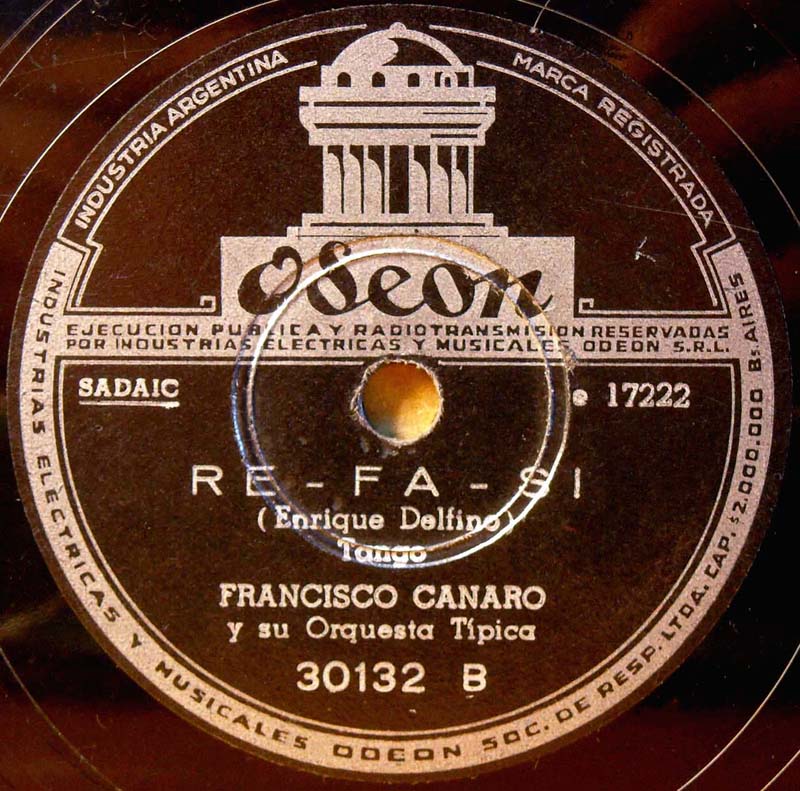 INDUSTRIA ARGENTINA
MARCA REGISTRADA
Odeon
EJECUCION PUBLICA Y RADIOTRANSMISION RESERVADAS
POR INDUSTRIAS ELECTRICAS Y MUSICALES ODEON S.R.L.
SADAIC
e 17222
RE-FA-SI
(Enrique Delfino)
Tango
FRANCISCO CANARO
y su Orquesta Típica
30132 B
INDUSTRIAS ELÈCTRICAS Y MUSICALES ODEON SOC. DE RESP. LTDA. CAP. $2.000.000 Bs. AIRES